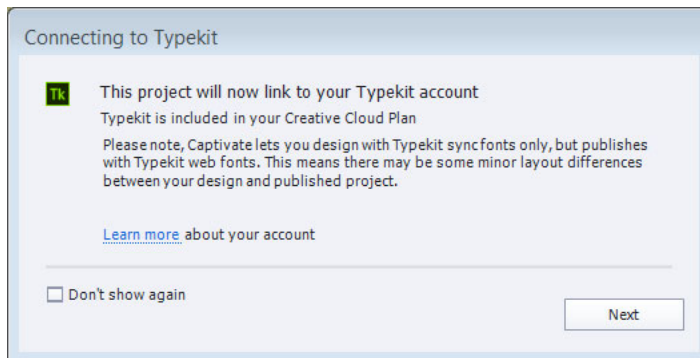 Connecting to Typekit
Tk
This project will now link to your Typekit account
Typekit is included in your Creative Cloud Plan
Please note, Captivate lets you design with Typekit sync fonts only, but publishes
with Typekit web fonts. This means there may be some minor layout differences
between your design and published project.
Learn more about your account
Don't show again
Next